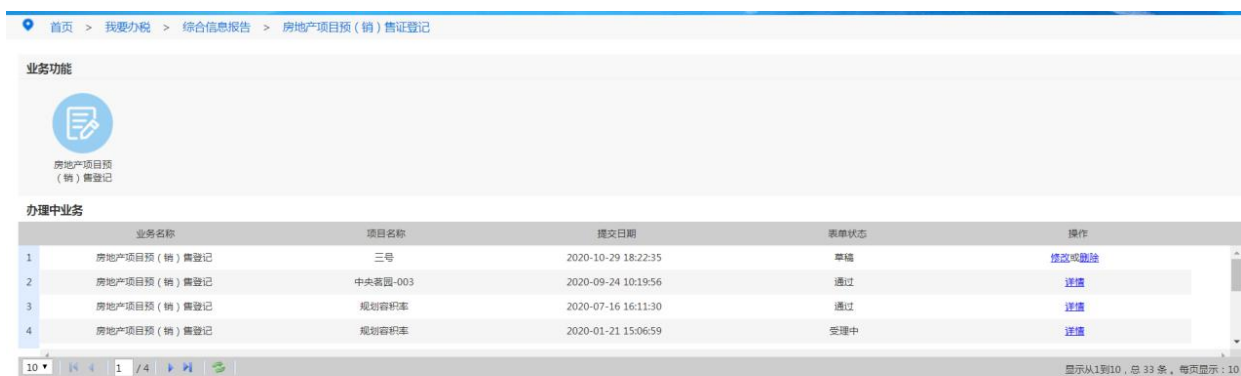 首页 > 我要办税 > 综合信息报告 > 房地产项目预（销）售证登记
业务功能
房地产项目预
（销）售登记
办理中业务
业务名称 项目名称 提交日期 表单状态 操作
1 房地产项目预（销）售登记 三号 2020-10-29 18:22:35 草稿 修改或删除
2 房地产项目预（销）售登记 中央茗园-003 2020-09-24 10:19:56 通过 详情
3 房地产项目预（销）售登记 规划容积率 2020-07-16 16:11:30 通过 详情
4 房地产项目预（销）售登记 规划容积率 2020-01-21 15:06:59 受理中 详情
10 1 /4 显示从1到10，总 33 条 。每页显示：10